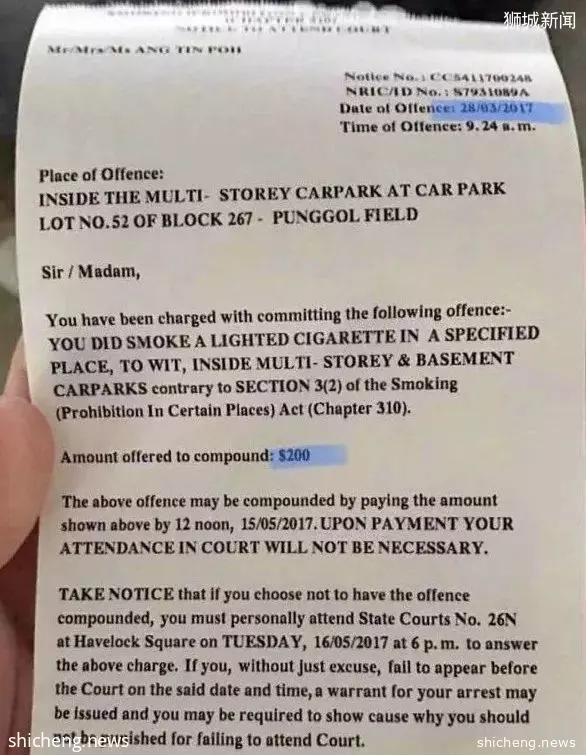 狮城新闻
NOTICE TO ATTEND COURT
Mr/Mrs/Ms ANG TIN POH
Notice No.: CC5411700248
NRIC/ID No.: S7931089A
Date of Offence: 28/03/2017
Time of Offence: 9.24 a.m.
Place of Offence:
INSIDE THE MULTI- STOREY CARPARK AT CAR PARK
LOT NO.52 OF BLOCK 267 - PUNGGOL FIELD
Sir / Madam,
You have been charged with committing the following offence:-
YOU DID SMOKE A LIGHTED CIGARETTE IN A SPECIFIED
PLACE, TO WIT, INSIDE MULTI- STOREY & BASEMENT
CARPARKS contrary to SECTION 3(2) of the Smoking
(Prohibition In Certain Places) Act (Chapter 310).
Amount offered to compound: $200
The above offence may be compounded by paying the amount
shown above by 12 noon, 15/05/2017. UPON PAYMENT YOUR
ATTENDANCE IN COURT WILL NOT BE NECESSARY.
TAKE NOTICE that if you choose not to have the offence
compounded, you must personally attend State Courts No. 26N
at Havelock Square on TUESDAY, 16/05/2017 at 6 p.m. to answer
the above charge. If you, without just excuse, fail to appear before
the Court on the said date and time, a warrant for your arrest may
be issued and you may be required to show cause why you should
not be punished for failing to attend Court.
shicheng.news
shicheng.news